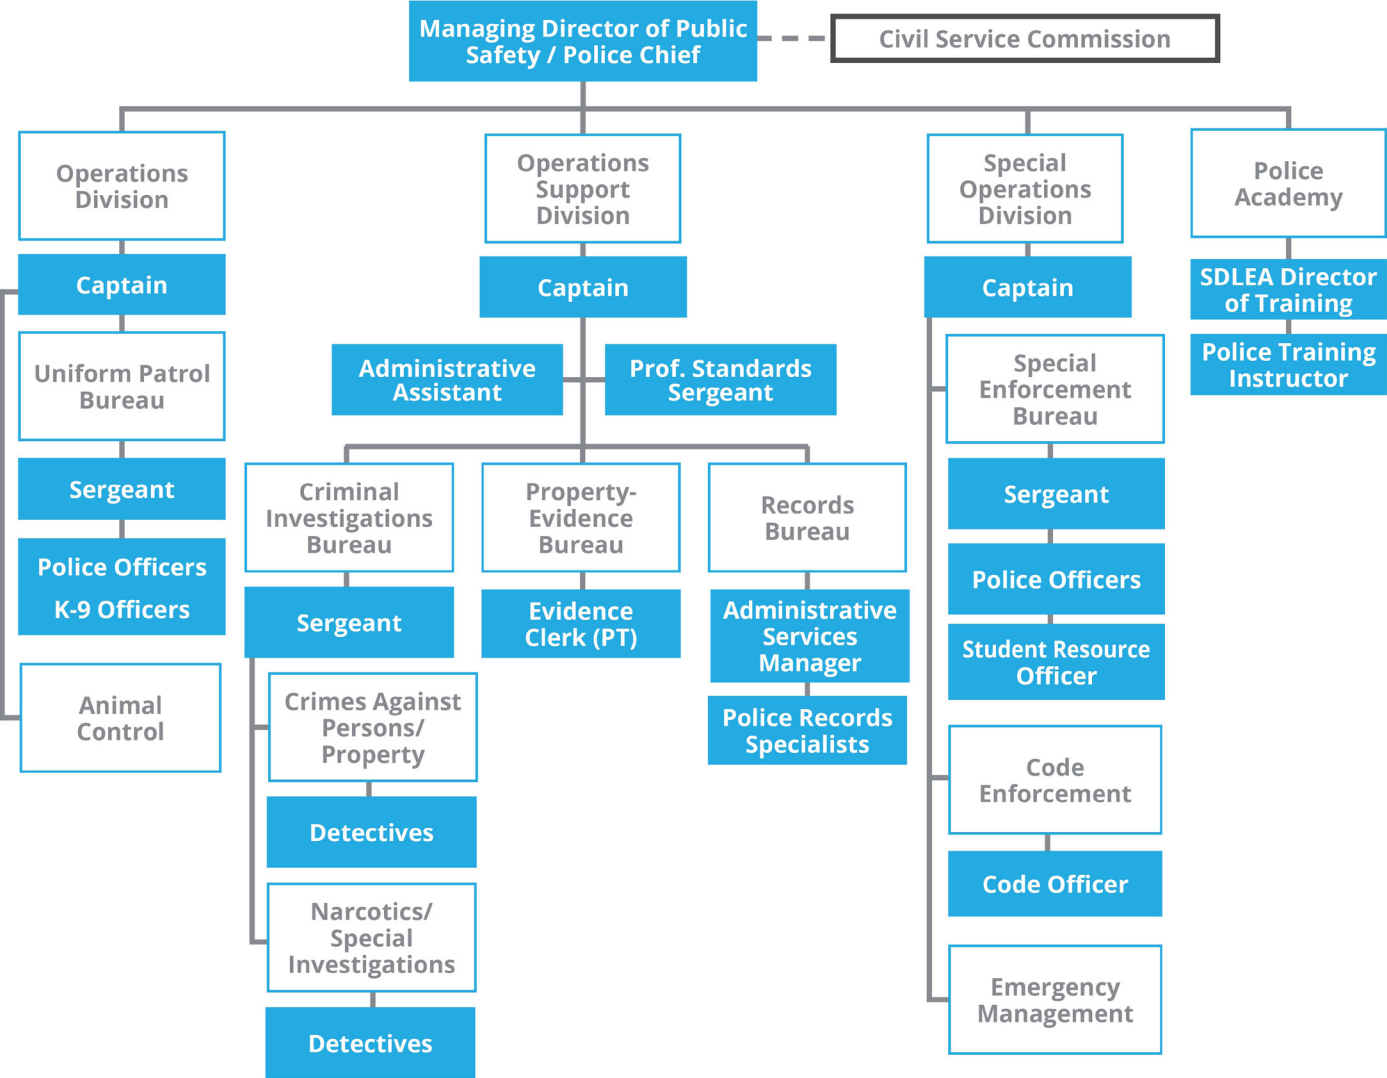 Managing Director of Public
Safety / Police Chief
Civil Service Commission
Operations
Division
Captain
Uniform Patrol
Bureau
Sergeant
Police Officers
K-9 Officers
Animal
Control
Operations
Support
Division
Captain
Administrative
Assistant
Prof. Standards
Sergeant
Criminal
Investigations
Bureau
Sergeant
Crimes Against
Persons/
Property
Detectives
Narcotics/
Special
Investigations
Detectives
Property-
Evidence
Bureau
Evidence
Clerk (PT)
Records
Bureau
Administrative
Services
Manager
Police Records
Specialists
Special
Operations
Division
Captain
Special
Enforcement
Bureau
Sergeant
Police Officers
Student Resource
Officer
Code
Enforcement
Code Officer
Emergency
Management
Police
Academy
SDLEA Director
of Training
Police Training
Instructor